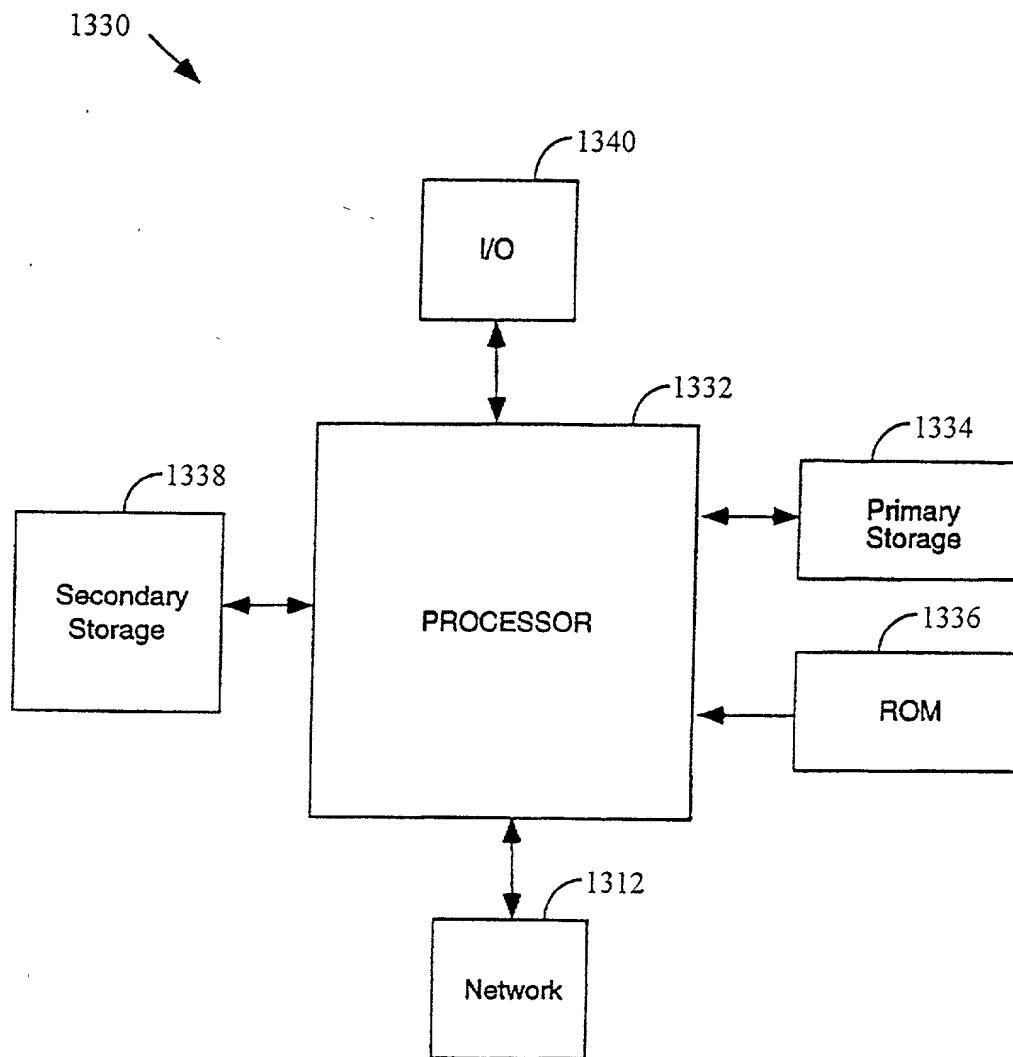 1330
1340
I/O
1332
1334
Primary
Storage
1338
Secondary
Storage
PROCESSOR
1336
ROM
1312
Network